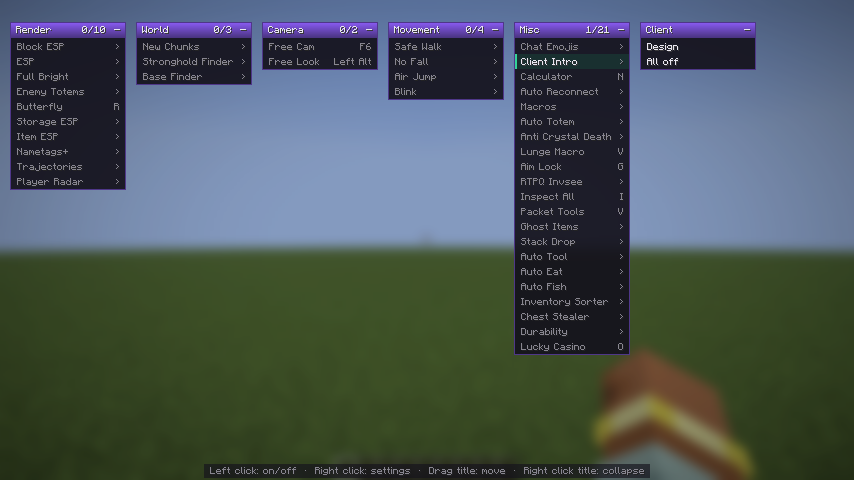 Render 0/10 —
Block ESP >
ESP >
Full Bright >
Enemy Totems >
Butterfly R
Storage ESP >
Item ESP >
Nametags+ >
Trajectories >
Player Radar >
World 0/3 —
New Chunks >
Stronghold Finder >
Base Finder >
Camera 0/2 —
Free Cam F6
Free Look Left Alt
Movement 0/4 —
Safe Walk >
No Fall >
Air Jump >
Blink >
Misc 1/21 —
Chat Emojis >
Client Intro >
Calculator N
Auto Reconnect >
Macros >
Auto Totem >
Anti Crystal Death >
Lunge Macro V
Aim Lock G
RTPQ Invsee >
Inspect All I
Packet Tools V
Ghost Items >
Stack Drop >
Auto Tool >
Auto Eat >
Auto Fish >
Inventory Sorter >
Chest Stealer >
Durability >
Lucky Casino O
Client —
Design
All off
Left click: on/off · Right click: settings · Drag title: move · Right click title: collapse